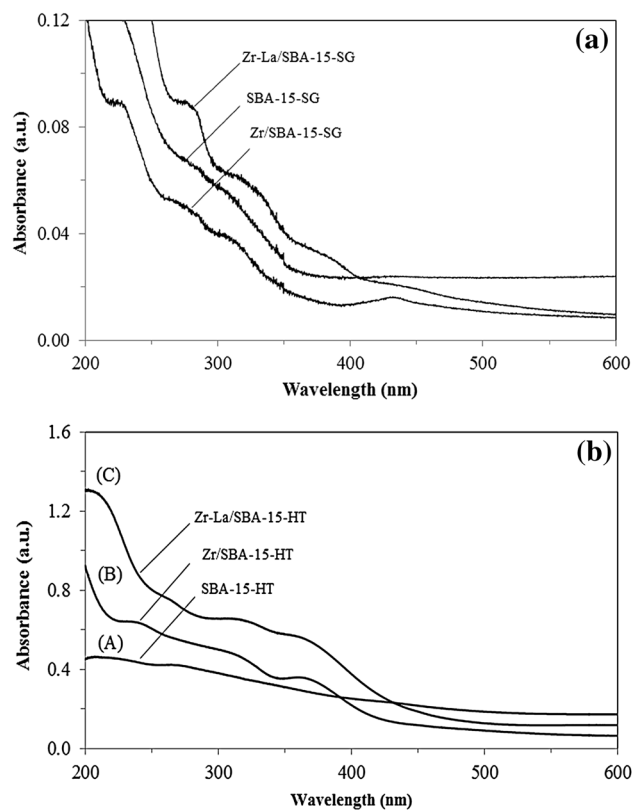 0.12
(a)
Zr-La/SBA-15-SG
SBA-15-SG
0.08
Zr/SBA-15-SG
Absorbance (a.u.)
0.04
0.00
200 300 400 500 600
Wavelength (nm)
1.6
(b)
(C)
Zr-La/SBA-15-HT
1.2
Zr/SBA-15-HT
(B)
SBA-15-HT
0.8
Absorbance (a.u.)
(A)
0.4
0.0
200 300 400 500 600
Wavelength (nm)